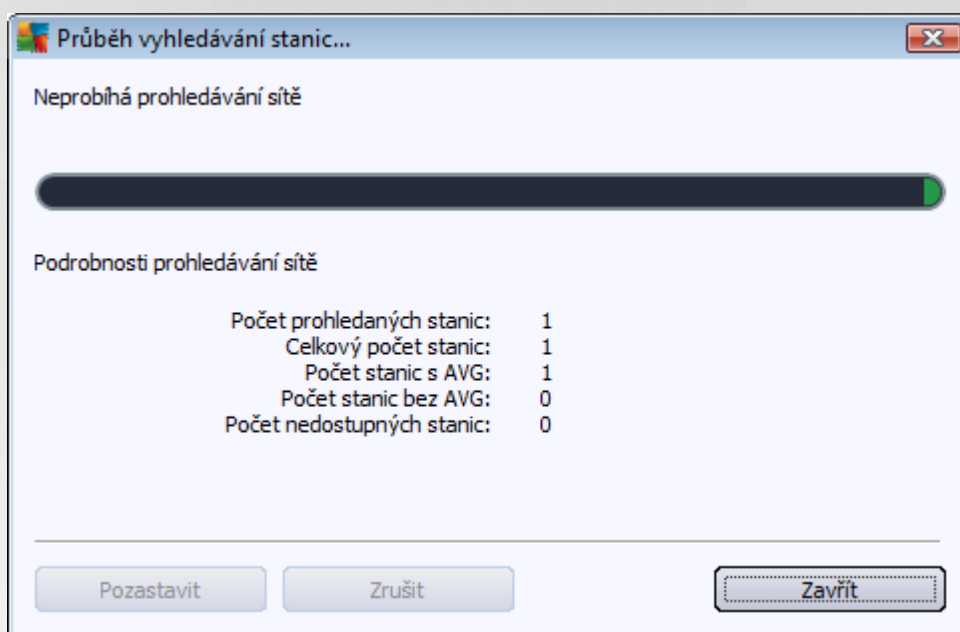 Průběh vyhledávání stanic...
Neprobíhá prohledávání sítě
Podrobnosti prohledávání sítě
Počet prohledaných stanic: 1
Celkový počet stanic: 1
Počet stanic s AVG: 1
Počet stanic bez AVG: 0
Počet nedostupných stanic: 0
Pozastavit Zrušit Zavřít